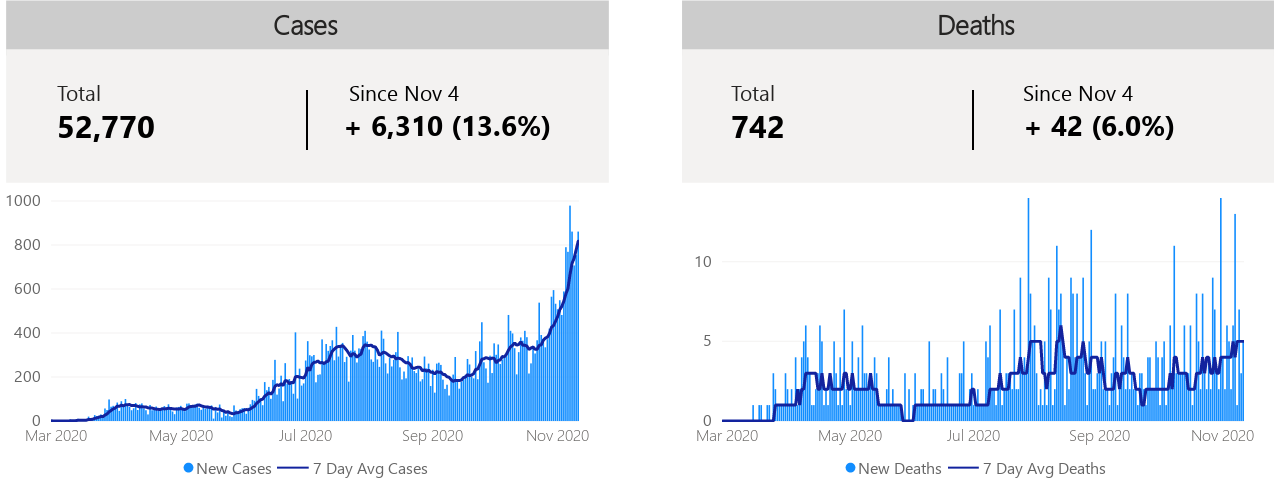 Cases
Total
52,770
Since Nov 4
+ 6,310 (13.6%)
1000
800
600
400
200
0
Mar 2020 May 2020 Jul 2020 Sep 2020 Nov 2020
New Cases 7 Day Avg Cases
Deaths
Total
742
Since Nov 4
+ 42 (6.0%)
10
5
0
Mar 2020 May 2020 Jul 2020 Sep 2020 Nov 2020
New Deaths 7 Day Avg Deaths